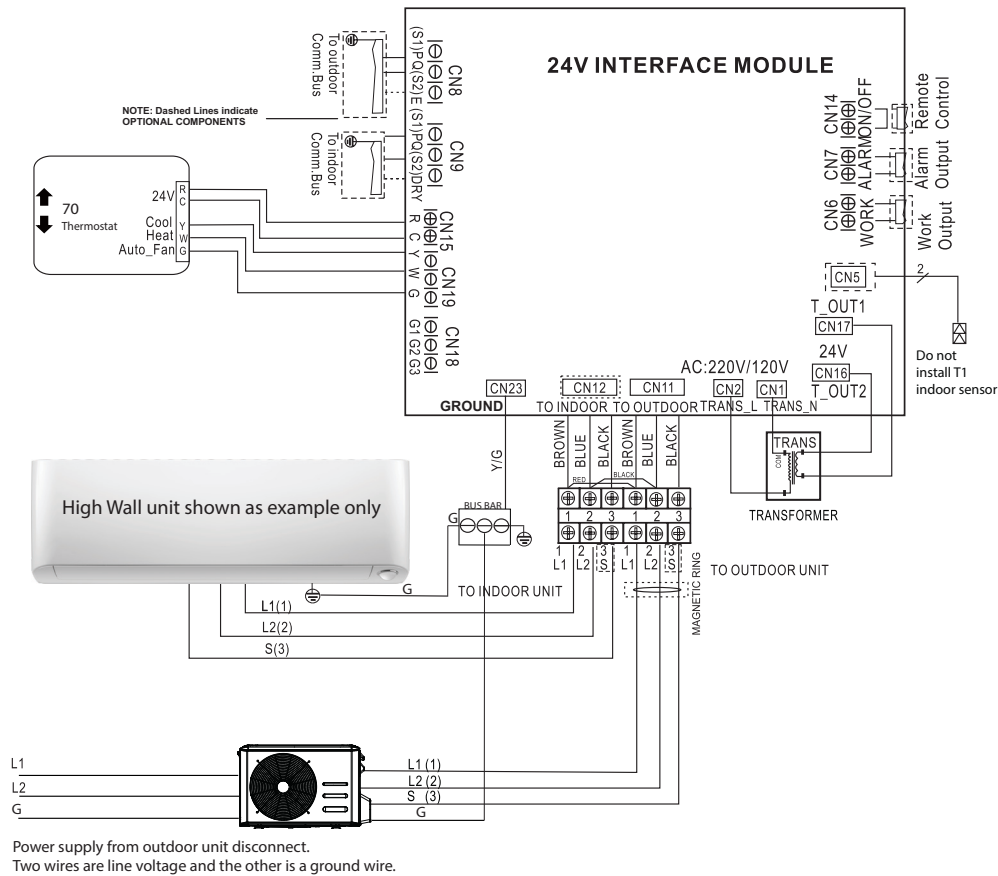 24V INTERFACE MODULE
To outdoor
Comm.Bus
(S1)PQ(S2)E
CN8
NOTE: Dashed Lines indicate
OPTIONAL COMPONENTS
To indoor
Comm.Bus
(S1)PQ(S2)DRY
CN9
70
Thermostat
24V
Cool
Heat
Auto_Fan
R
C
Y
W
G
R
C
Y
W
G
CN15
CN19
G1G2G3
CN18
CN14
ON/OFF
Remote
Control
CN7
ALARM
Alarm
Output
CN6
WORK
Work
Output
CN5
2
T_OUT1
CN17
24V
CN16
T_OUT2
Do not
install T1
indoor sensor
AC:220V/120V
CN23
CN12
CN11
CN2
CN1
GROUND
TO INDOOR
TO OUTDOOR
TRANS_L
TRANS_N
Y/G
BROWN
BLUE
BLACK
BROWN
BLUE
BLACK
RED
BLACK
TRANS
COM
TRANSFORMER
High Wall unit shown as example only
BUS BAR
G
1 2 3 1 2 3
1 2 3 1 2 3
L1 L2 S L1 L2 S
MAGNETIC RING
TO INDOOR UNIT
TO OUTDOOR UNIT
G
L1(1)
L2(2)
S(3)
L1
L2
G
L1 (1)
L2 (2)
S (3)
G
Power supply from outdoor unit disconnect.
Two wires are line voltage and the other is a ground wire.